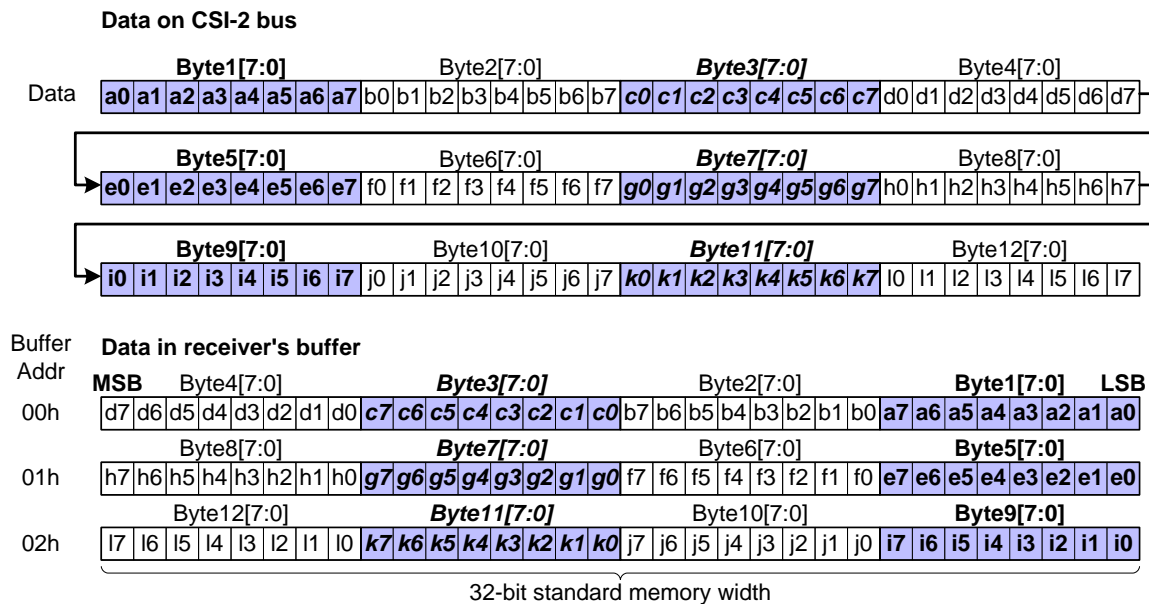 Data on CSI-2 bus
Byte1[7:0] Byte2[7:0] Byte3[7:0] Byte4[7:0]
Data a0 a1 a2 a3 a4 a5 a6 a7 b0 b1 b2 b3 b4 b5 b6 b7 c0 c1 c2 c3 c4 c5 c6 c7 d0 d1 d2 d3 d4 d5 d6 d7
Byte5[7:0] Byte6[7:0] Byte7[7:0] Byte8[7:0]
e0 e1 e2 e3 e4 e5 e6 e7 f0 f1 f2 f3 f4 f5 f6 f7 g0 g1 g2 g3 g4 g5 g6 g7 h0 h1 h2 h3 h4 h5 h6 h7
Byte9[7:0] Byte10[7:0] Byte11[7:0] Byte12[7:0]
i0 i1 i2 i3 i4 i5 i6 i7 j0 j1 j2 j3 j4 j5 j6 j7 k0 k1 k2 k3 k4 k5 k6 k7 l0 l1 l2 l3 l4 l5 l6 l7
Buffer Addr
Data in receiver's buffer
MSB Byte4[7:0] Byte3[7:0] Byte2[7:0] Byte1[7:0] LSB
00h d7 d6 d5 d4 d3 d2 d1 d0 c7 c6 c5 c4 c3 c2 c1 c0 b7 b6 b5 b4 b3 b2 b1 b0 a7 a6 a5 a4 a3 a2 a1 a0
Byte8[7:0] Byte7[7:0] Byte6[7:0] Byte5[7:0]
01h h7 h6 h5 h4 h3 h2 h1 h0 g7 g6 g5 g4 g3 g2 g1 g0 f7 f6 f5 f4 f3 f2 f1 f0 e7 e6 e5 e4 e3 e2 e1 e0
Byte12[7:0] Byte11[7:0] Byte10[7:0] Byte9[7:0]
02h l7 l6 l5 l4 l3 l2 l1 l0 k7 k6 k5 k4 k3 k2 k1 k0 j7 j6 j5 j4 j3 j2 j1 j0 i7 i6 i5 i4 i3 i2 i1 i0
32-bit standard memory width